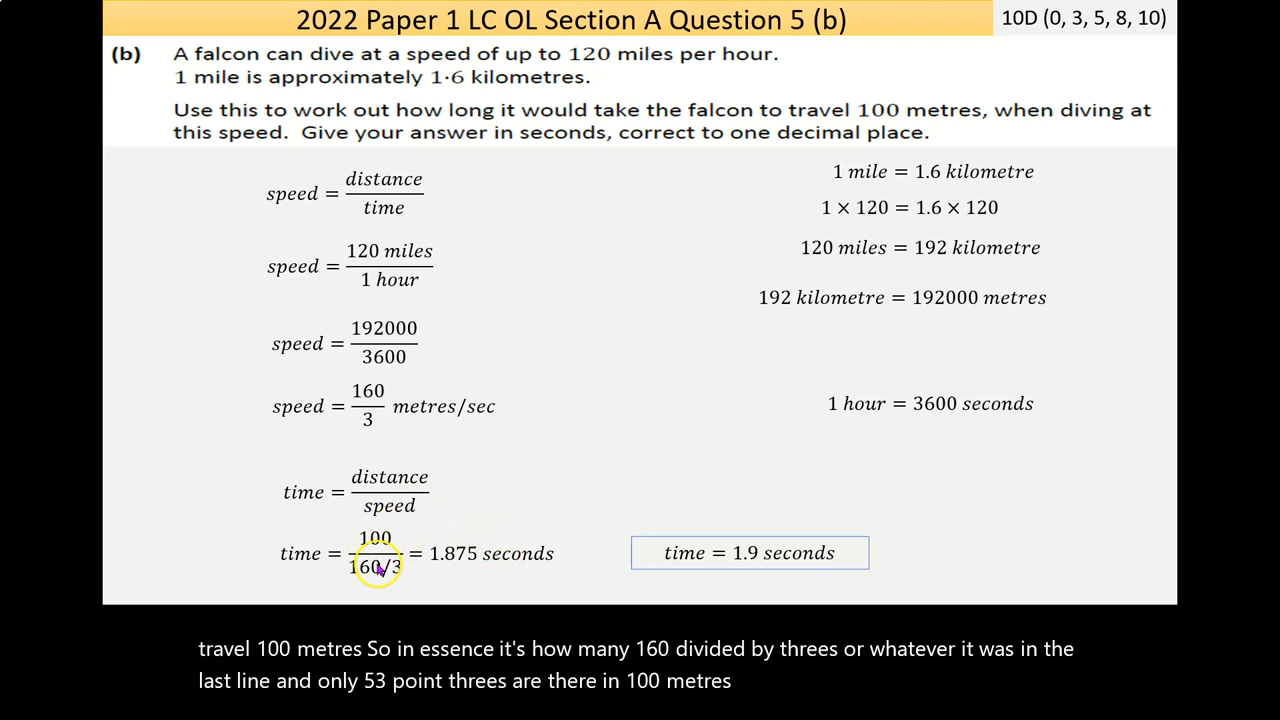 2022 Paper 1 LC OL Section A Question 5 (b)
10D (0, 3, 5, 8, 10)
(b) A falcon can dive at a speed of up to 120 miles per hour.
1 mile is approximately 1·6 kilometres.
Use this to work out how long it would take the falcon to travel 100 metres, when diving at
this speed. Give your answer in seconds, correct to one decimal place.
speed = distance / time
speed = 120 miles / 1 hour
speed = 192000 / 3600
speed = 160 / 3 metres/sec
time = distance / speed
time = 100 / 160/3 = 1.875 seconds
1 mile = 1.6 kilometre
1 × 120 = 1.6 × 120
120 miles = 192 kilometre
192 kilometre = 192000 metres
1 hour = 3600 seconds
time = 1.9 seconds
travel 100 metres So in essence it's how many 160 divided by threes or whatever it was in the
last line and only 53 point threes are there in 100 metres